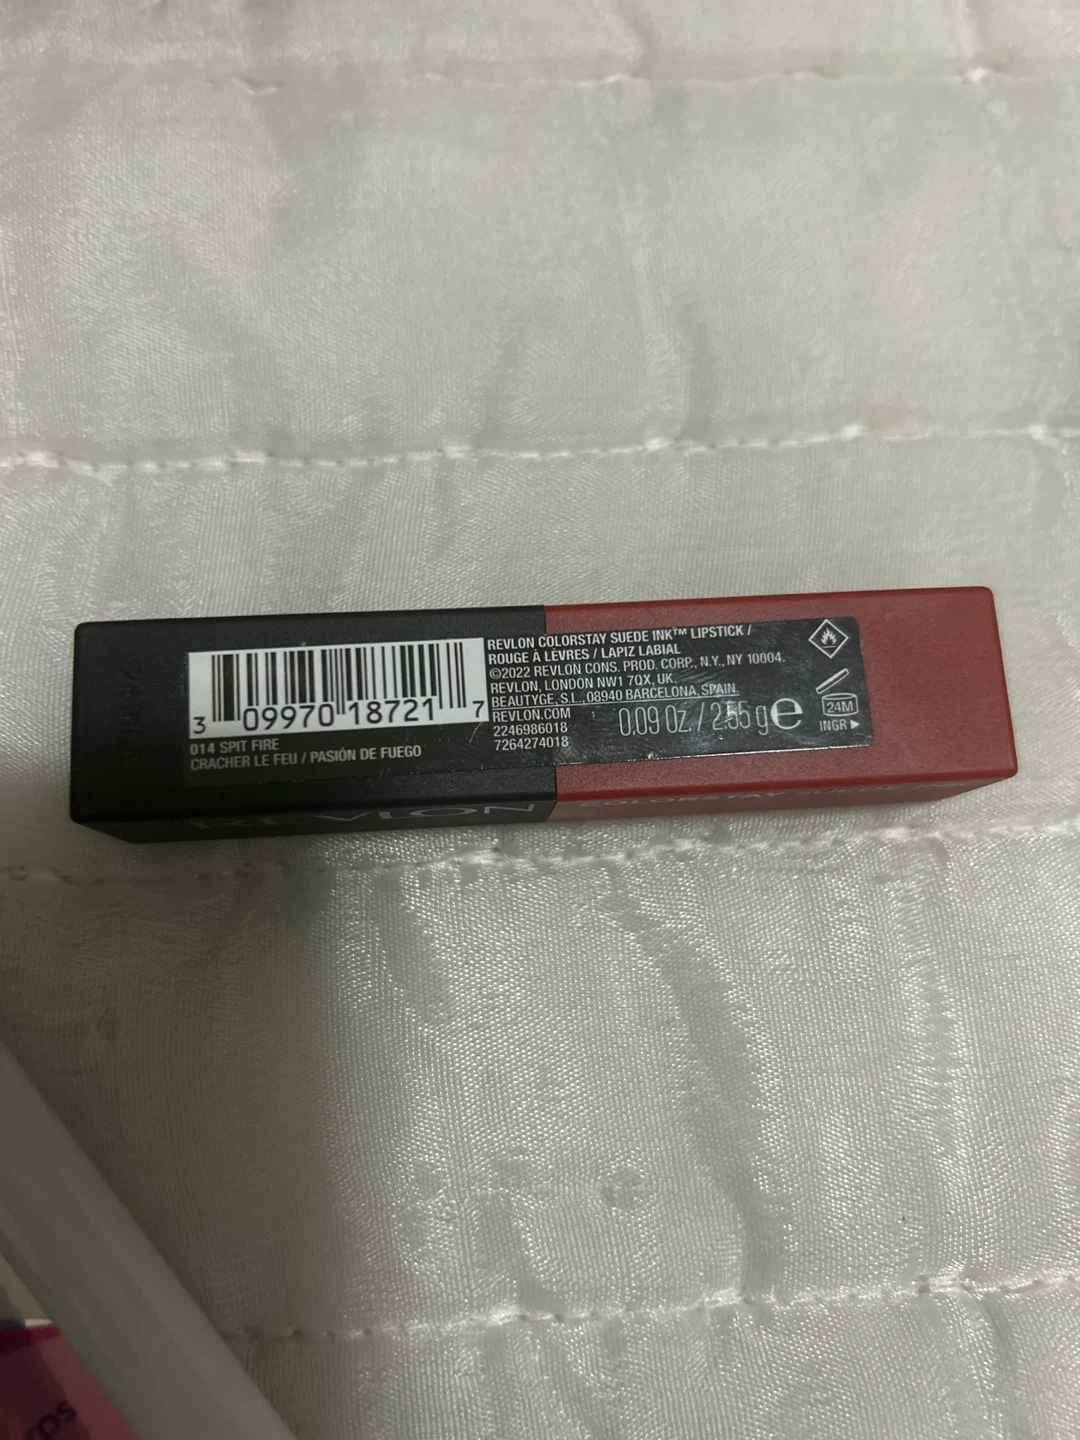 REVLON COLORSTAY SUEDE INK™ LIPSTICK /
ROUGE À LÈVRES / LAPIZ LABIAL
©2022 REVLON CONS. PROD. CORP., N.Y., NY 10004.
REVLON, LONDON NW1 7QX, UK.
BEAUTYGE, S.L., 08940 BARCELONA, SPAIN.
REVLON.COM
2246986018
7264274018
0.09 Oz. / 2.55 g e
24M
INGR ▶
3 09970 18721 7
014 SPIT FIRE
CRACHER LE FEU / PASIÓN DE FUEGO
REVLON
COLORSTAY SUEDE